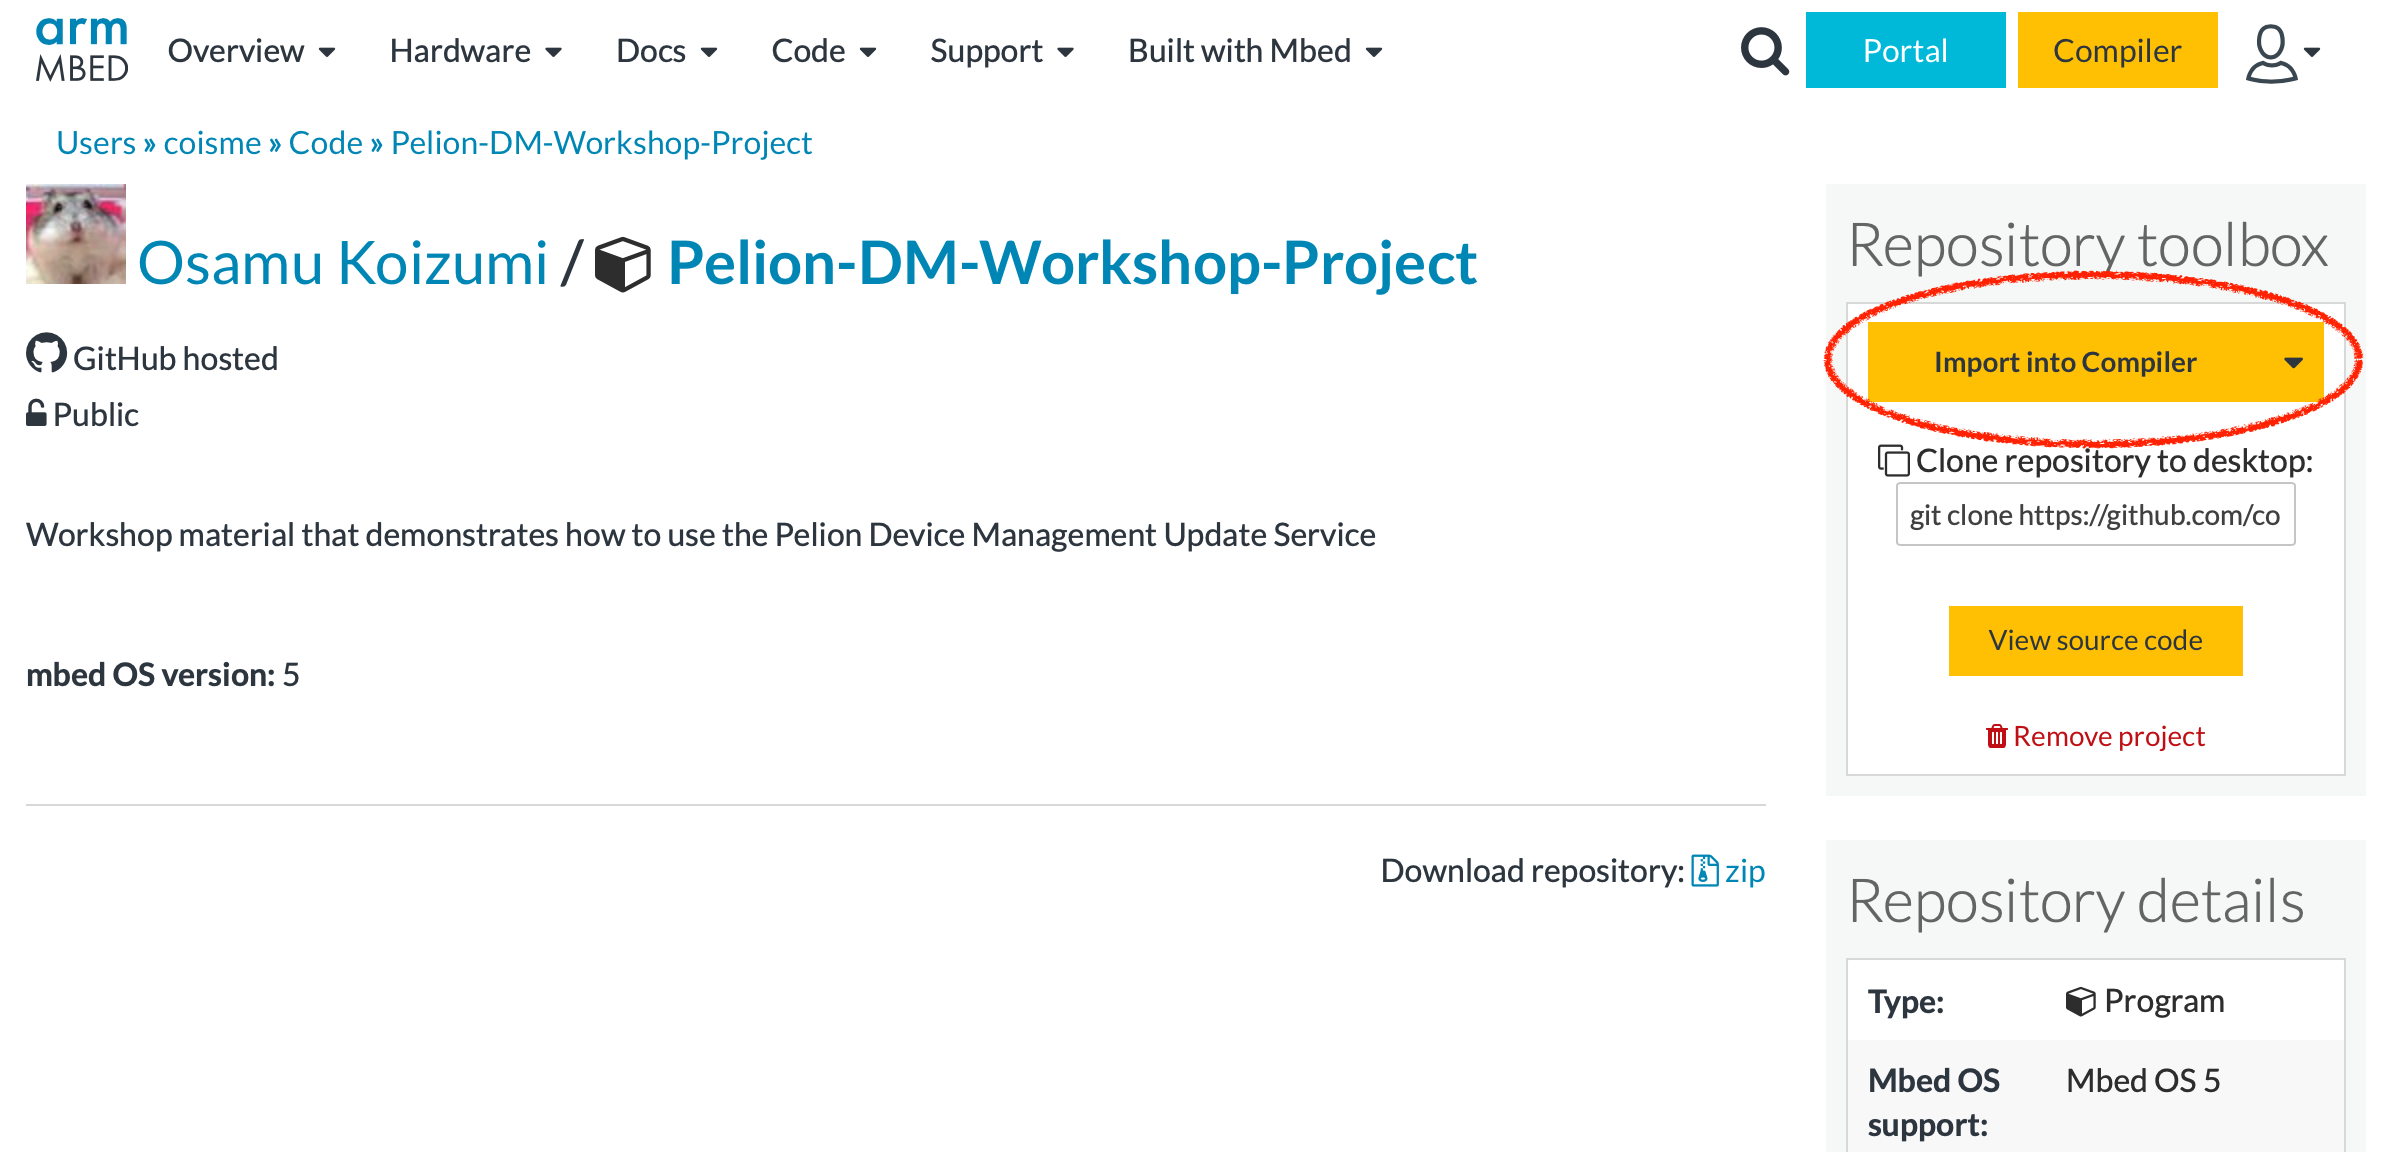 arm
MBED
Overview Hardware Docs Code Support Built with Mbed Portal Compiler
Users » coisme » Code » Pelion-DM-Workshop-Project
Osamu Koizumi / Pelion-DM-Workshop-Project
GitHub hosted
Public
Workshop material that demonstrates how to use the Pelion Device Management Update Service
mbed OS version: 5
Download repository: zip
Repository toolbox
Import into Compiler
Clone repository to desktop:
git clone https://github.com/co
View source code
Remove project
Repository details
Type: Program
Mbed OS support: Mbed OS 5